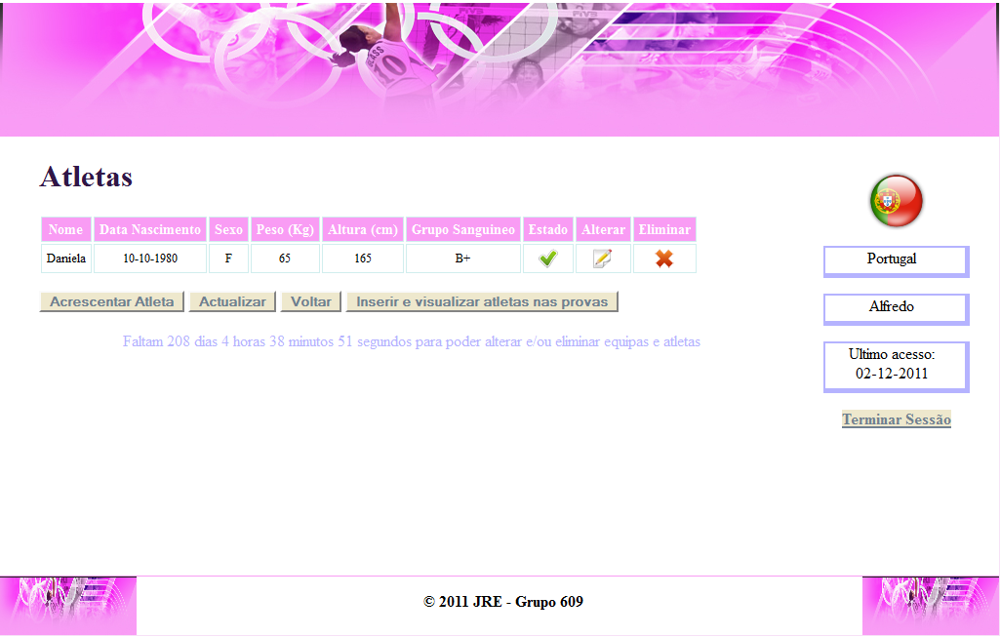 FIVB
FIVB
10
Atletas
Nome Data Nascimento Sexo Peso (Kg) Altura (cm) Grupo Sanguineo Estado Alterar Eliminar
Daniela 10-10-1980 F 65 165 B+
Acrescentar Atleta Actualizar Voltar Inserir e visualizar atletas nas provas
Faltam 208 dias 4 horas 38 minutos 51 segundos para poder alterar e/ou eliminar equipas e atletas
Portugal
Alfredo
Ultimo acesso:
02-12-2011
Terminar Sessão
© 2011 JRE - Grupo 609